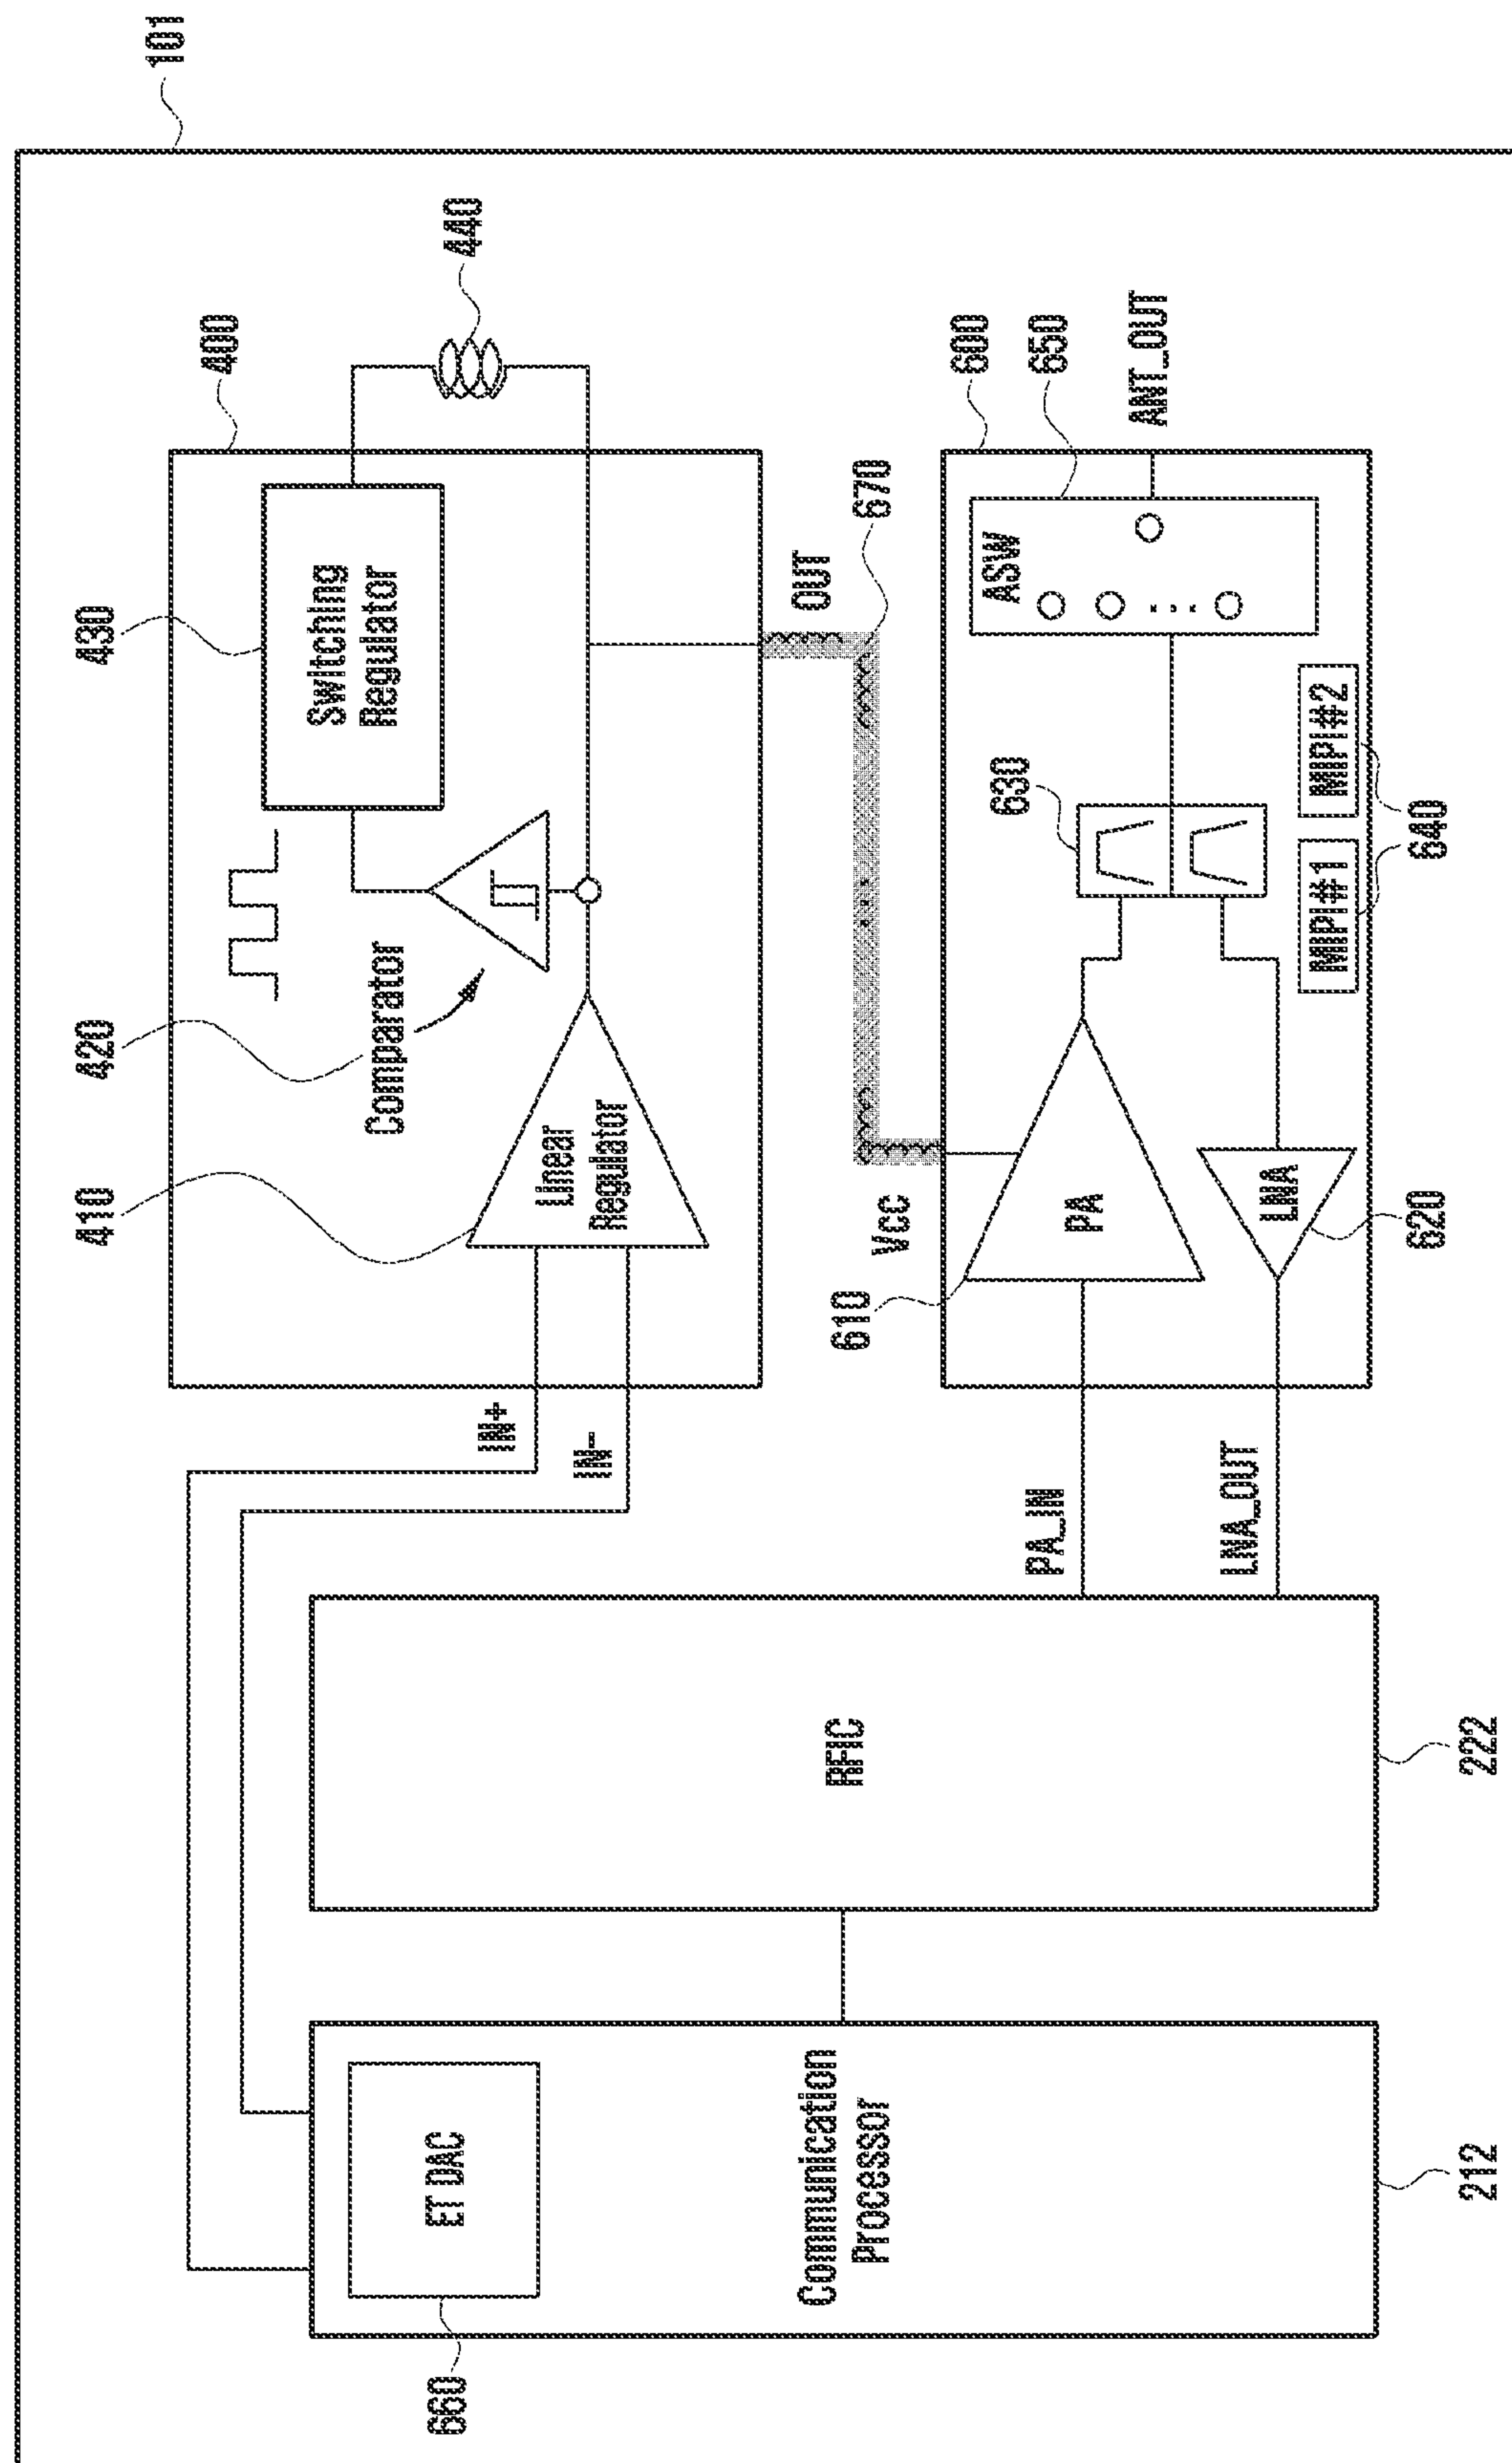 101
400
430
Switching
Regulator
440
420
Comparator
410
Linear
Regulator
IN+
IN-
OUT
670
Vcc
600
650
ASW
ANT_OUT
630
610
PA
LNA
620
MIPI#1
MIPI#2
640
PA_IN
LNA_OUT
RFIC
222
ET DAC
660
Communication
Processor
212